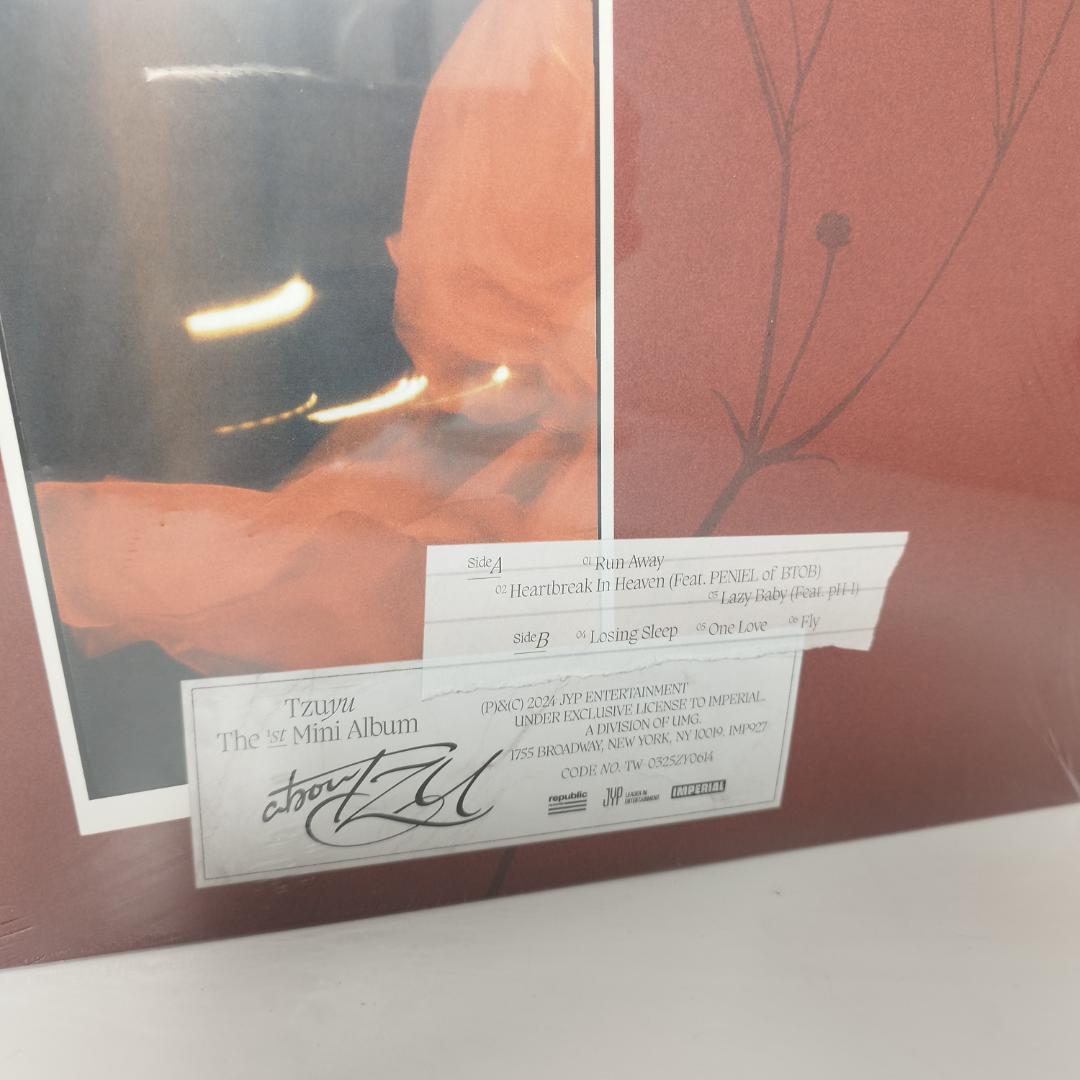 Side A
01 Run Away
02 Heartbreak In Heaven (Feat. PENIEL of BTOB)
03 Lazy Baby (Feat. pH-1)
Side B 04 Losing Sleep 05 One Love 06 Fly
Tzuyu
The 1st Mini Album
abouTZU
(P)&(C) 2024 JYP ENTERTAINMENT
UNDER EXCLUSIVE LICENSE TO IMPERIAL.
A DIVISION OF UMG.
1755 BROADWAY, NEW YORK, NY 10019. IMP927
CODE NO. TW-0325ZY0614
republic
JYP LEADER IN
ENTERTAINMENT
IMPERIAL